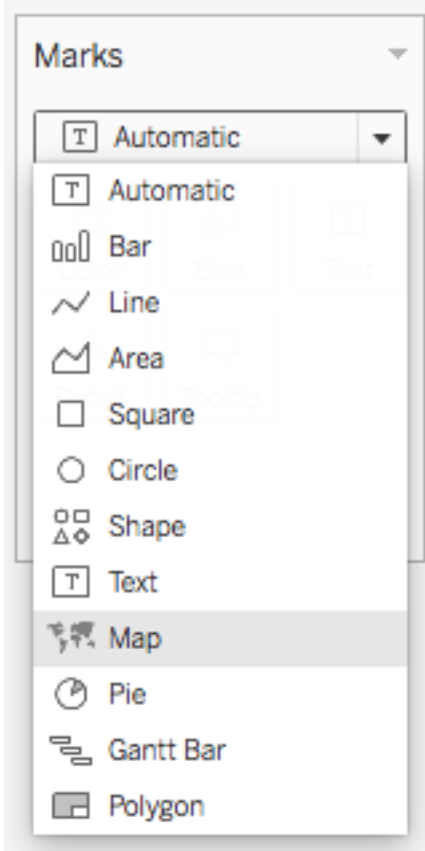 Marks
Automatic
Automatic
Bar
Line
Area
Square
Circle
Shape
Text
Map
Pie
Gantt Bar
Polygon